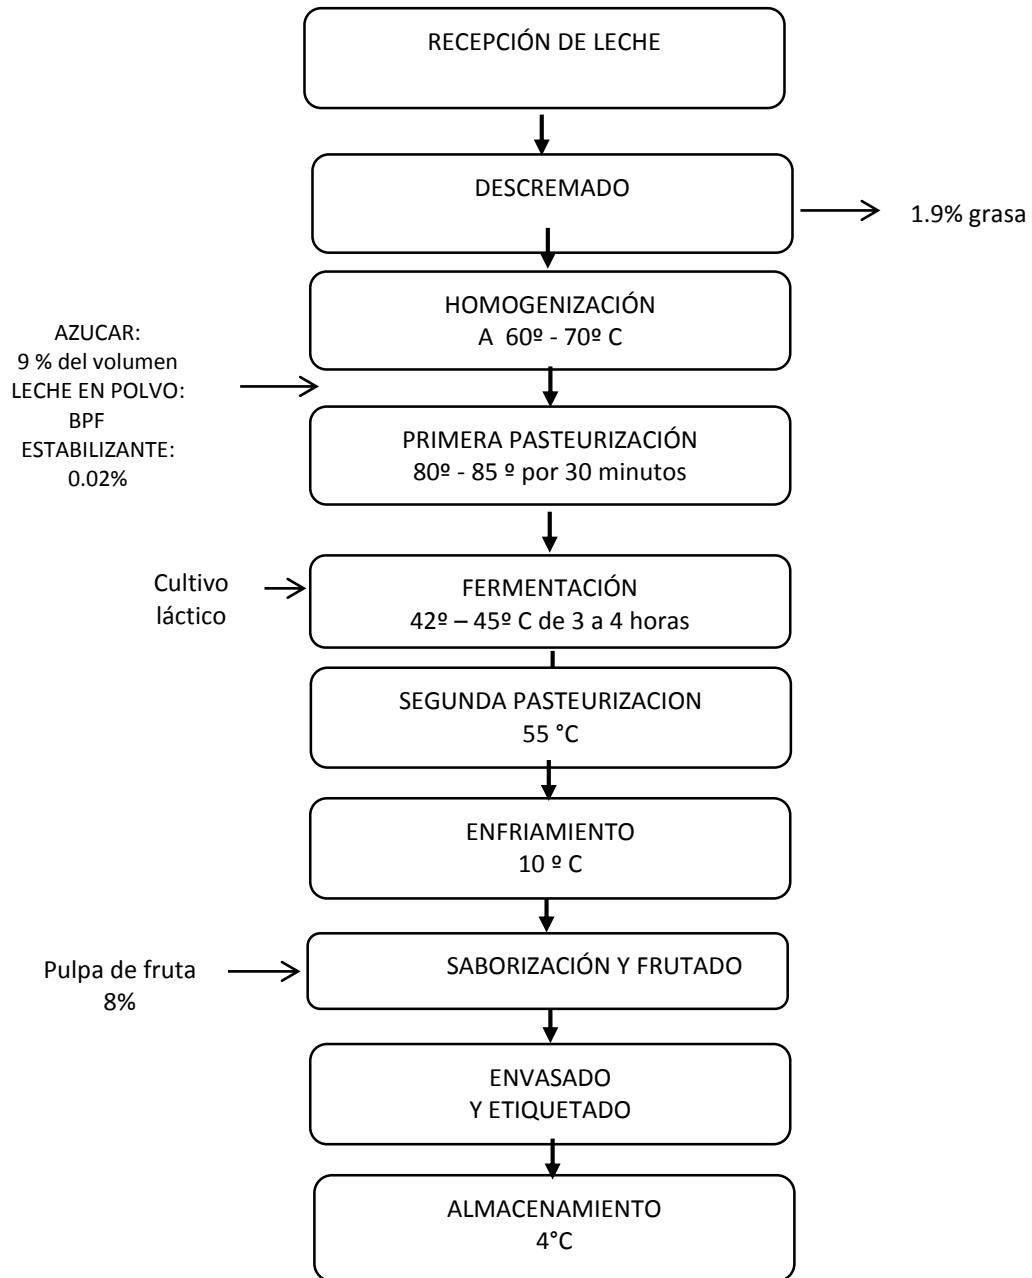 RECEPCIÓN DE LECHE
DESCREMADO
1.9% grasa
HOMOGENIZACIÓN
A 60º - 70º C
AZUCAR:
9 % del volumen
LECHE EN POLVO:
BPF
ESTABILIZANTE:
0.02%
PRIMERA PASTEURIZACIÓN
80º - 85 º por 30 minutos
Cultivo
láctico
FERMENTACIÓN
42º – 45º C de 3 a 4 horas
SEGUNDA PASTEURIZACION
55 °C
ENFRIAMIENTO
10 º C
Pulpa de fruta
8%
SABORIZACIÓN Y FRUTADO
ENVASADO
Y ETIQUETADO
ALMACENAMIENTO
4°C